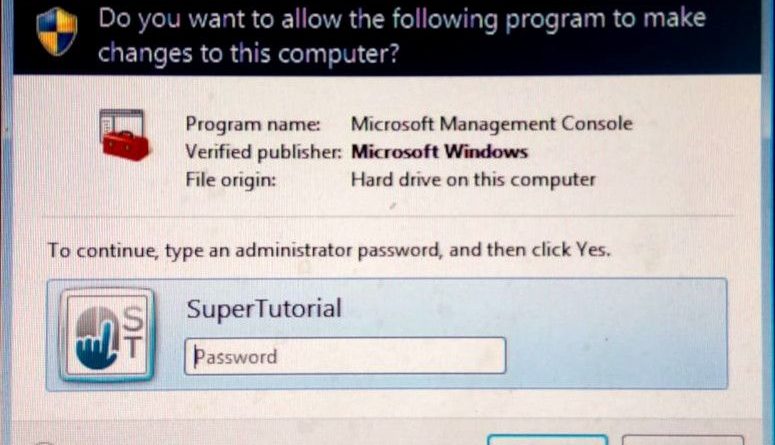 Do you want to allow the following program to make
changes to this computer?
Program name: Microsoft Management Console
Verified publisher: Microsoft Windows
File origin: Hard drive on this computer
To continue, type an administrator password, and then click Yes.
SuperTutorial
ST
Password